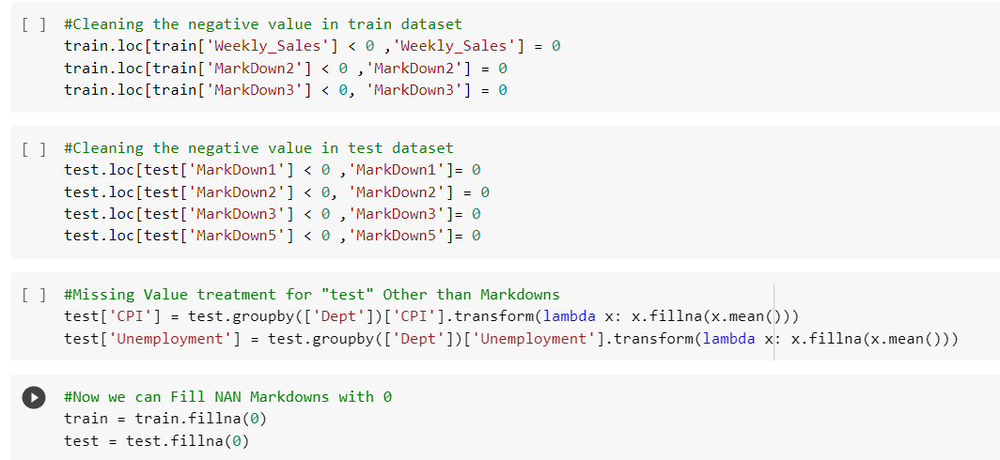 [ ] #Cleaning the negative value in train dataset
train.loc[train['Weekly_Sales'] < 0 ,'Weekly_Sales'] = 0
train.loc[train['MarkDown2'] < 0 ,'MarkDown2'] = 0
train.loc[train['MarkDown3'] < 0, 'MarkDown3'] = 0
[ ] #Cleaning the negative value in test dataset
test.loc[test['MarkDown1'] < 0 ,'MarkDown1']= 0
test.loc[test['MarkDown2'] < 0, 'MarkDown2'] = 0
test.loc[test['MarkDown3'] < 0 ,'MarkDown3']= 0
test.loc[test['MarkDown5'] < 0 ,'MarkDown5']= 0
[ ] #Missing Value treatment for "test" Other than Markdowns
test['CPI'] = test.groupby(['Dept'])['CPI'].transform(lambda x: x.fillna(x.mean()))
test['Unemployment'] = test.groupby(['Dept'])['Unemployment'].transform(lambda x: x.fillna(x.mean()))
#Now we can Fill NAN Markdowns with 0
train = train.fillna(0)
test = test.fillna(0)